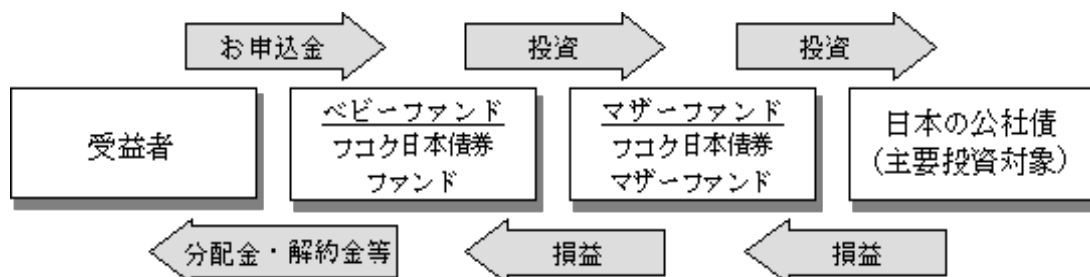 お申込金
投資
投資
受益者
ベビーファンド
フコク日本債券
ファンド
マザーファンド
フコク日本債券
マザーファンド
日本の公社債
(主要投資対象)
分配金・解約金等
損益
損益